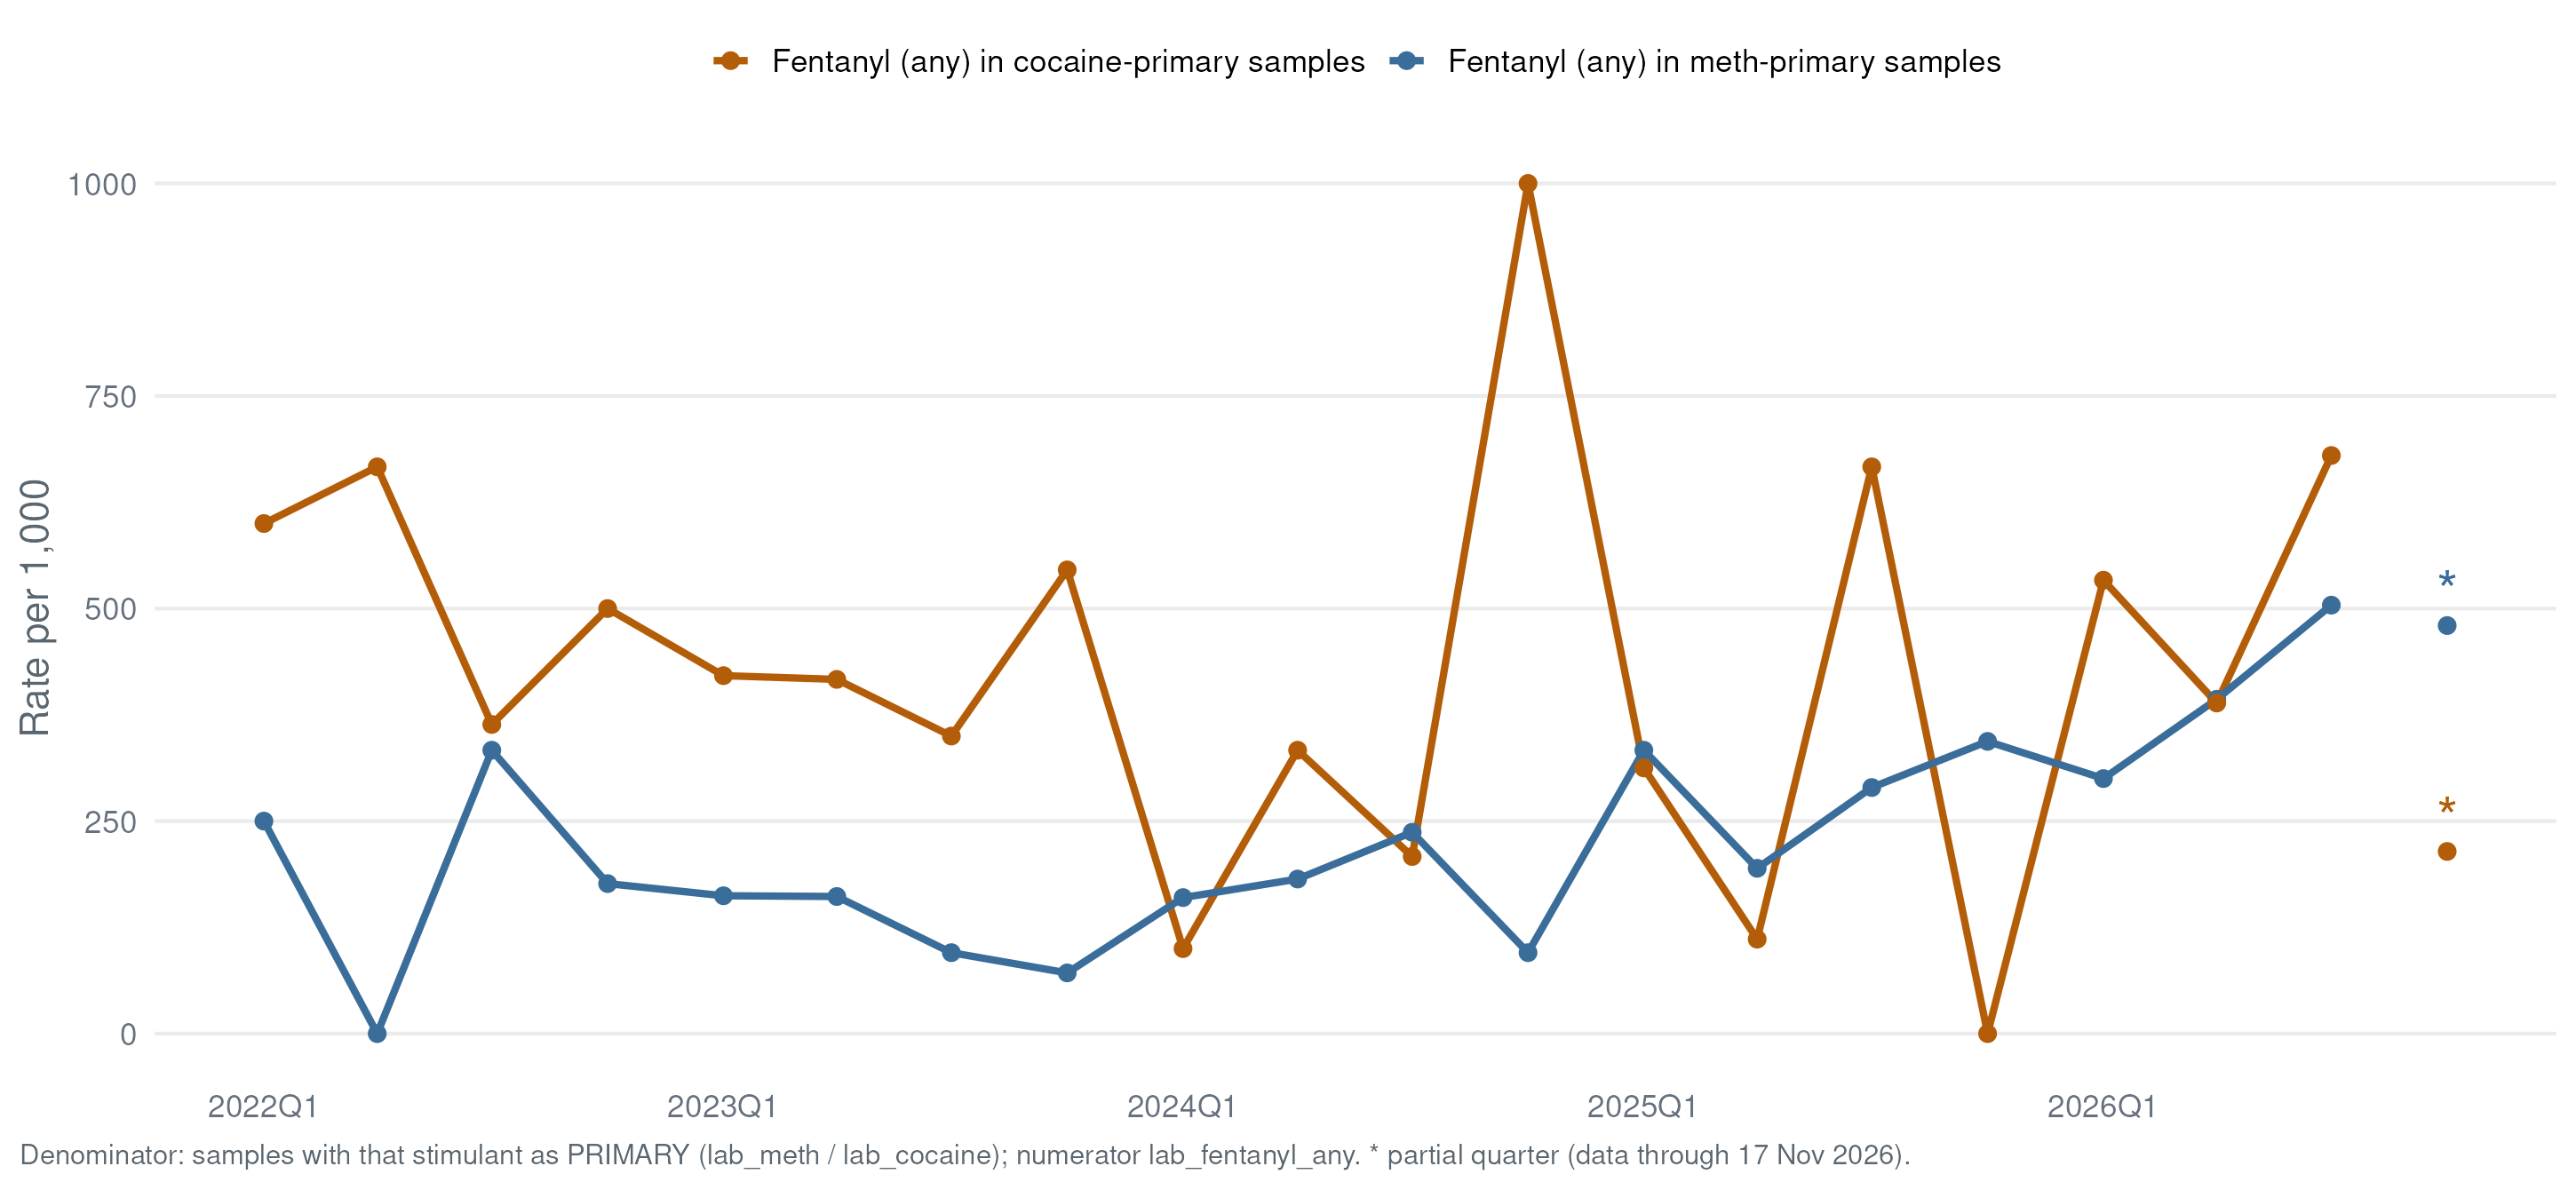 Fentanyl (any) in cocaine-primary samples Fentanyl (any) in meth-primary samples
Rate per 1,000
1000
750
500
250
0
*
*
2022Q1 2023Q1 2024Q1 2025Q1 2026Q1
Denominator: samples with that stimulant as PRIMARY (lab_meth / lab_cocaine); numerator lab_fentanyl_any. * partial quarter (data through 17 Nov 2026).